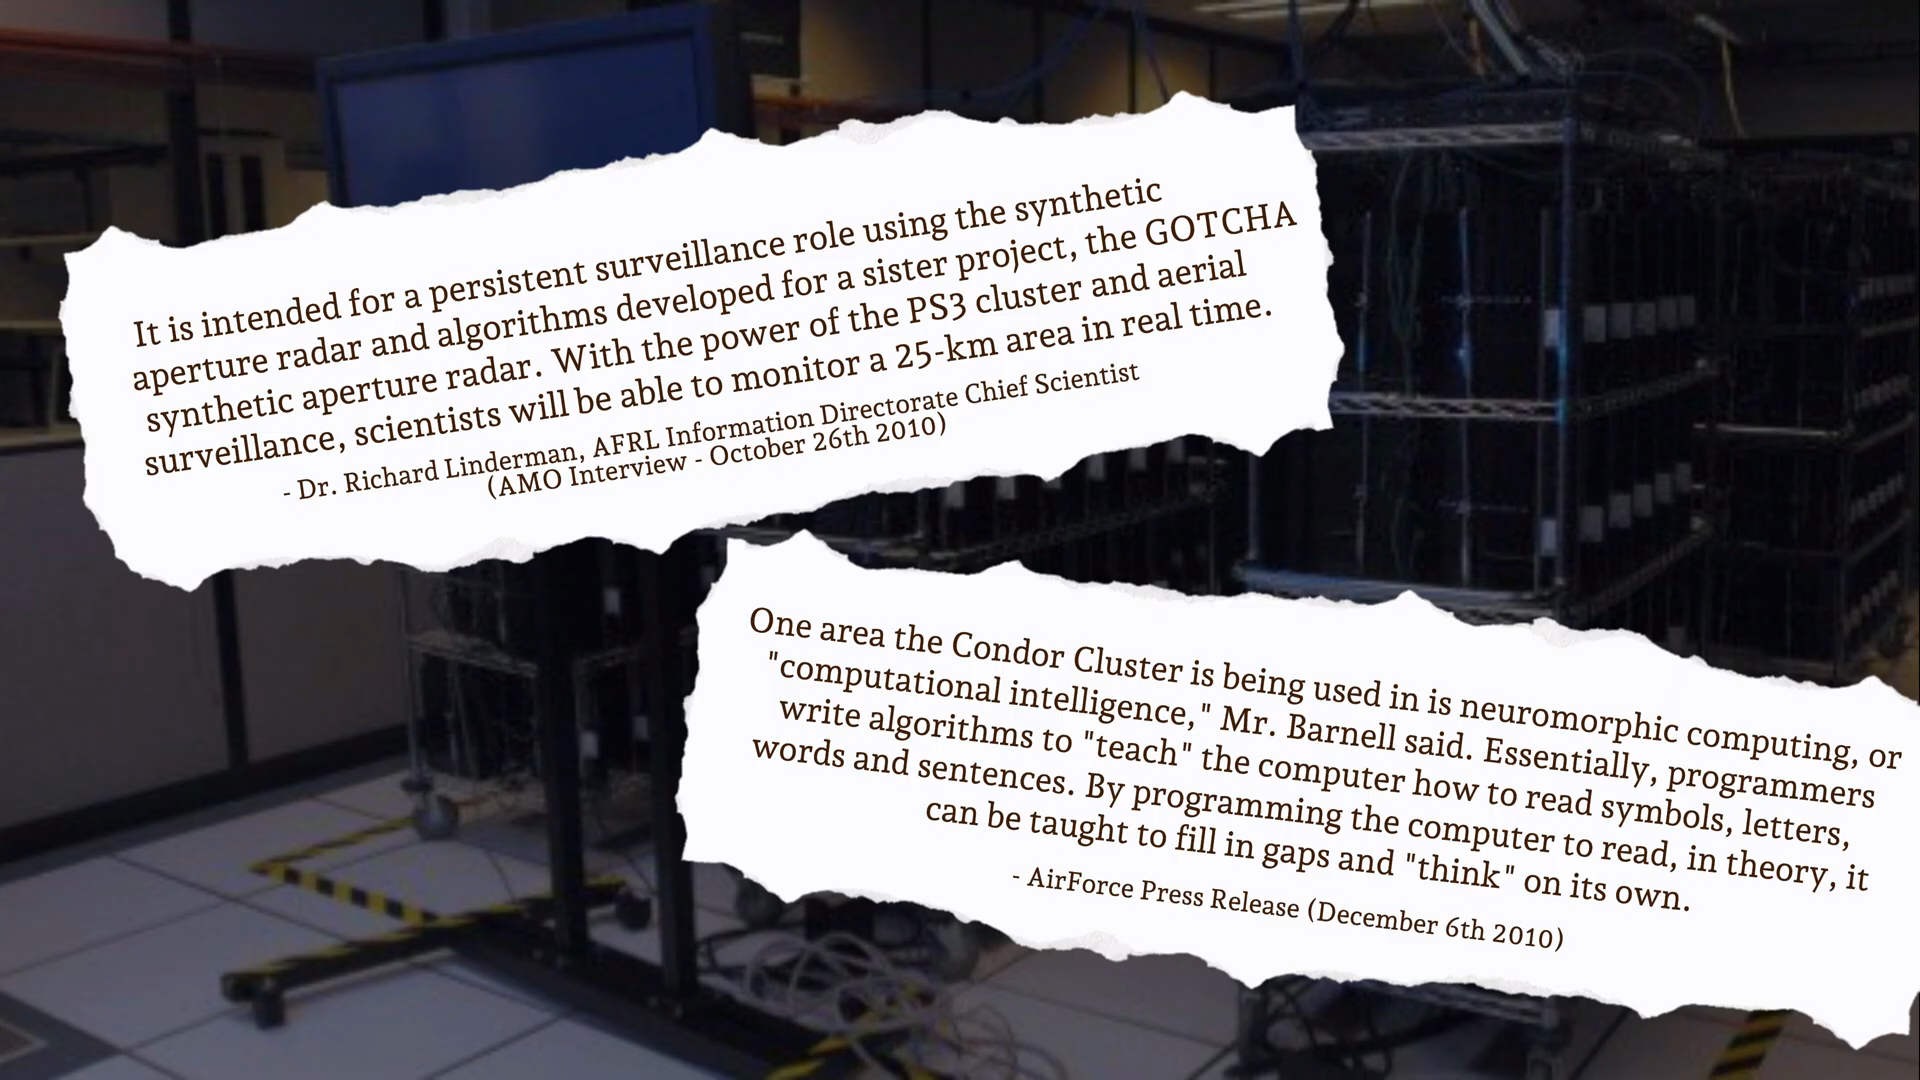 It is intended for a persistent surveillance role using the synthetic
aperture radar and algorithms developed for a sister project, the GOTCHA
synthetic aperture radar. With the power of the PS3 cluster and aerial
surveillance, scientists will be able to monitor a 25-km area in real time.
- Dr. Richard Linderman, AFRL Information Directorate Chief Scientist
(AMO Interview - October 26th 2010)
One area the Condor Cluster is being used in is neuromorphic computing, or
"computational intelligence," Mr. Barnell said. Essentially, programmers
write algorithms to "teach" the computer how to read symbols, letters,
words and sentences. By programming the computer to read, in theory, it
can be taught to fill in gaps and "think" on its own.
- AirForce Press Release (December 6th 2010)